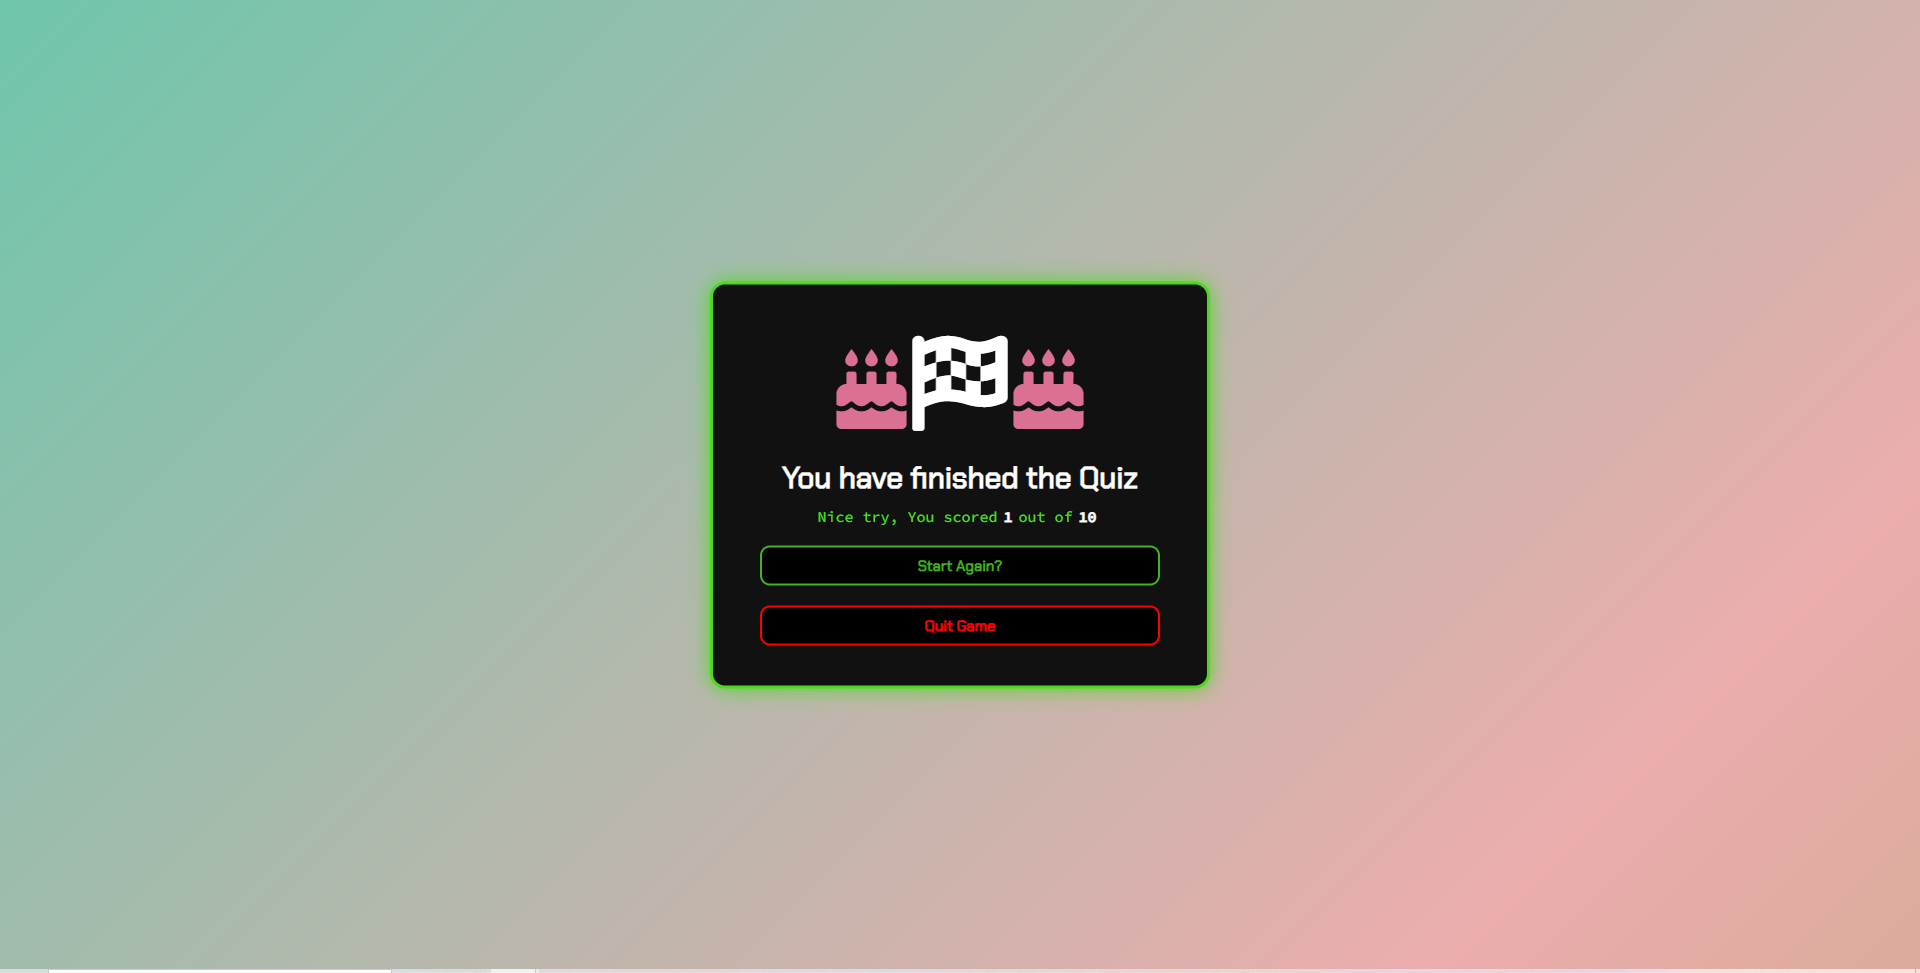 You have finished the Quiz
Nice try, You scored 1 out of 10
Start Again?
Quit Game